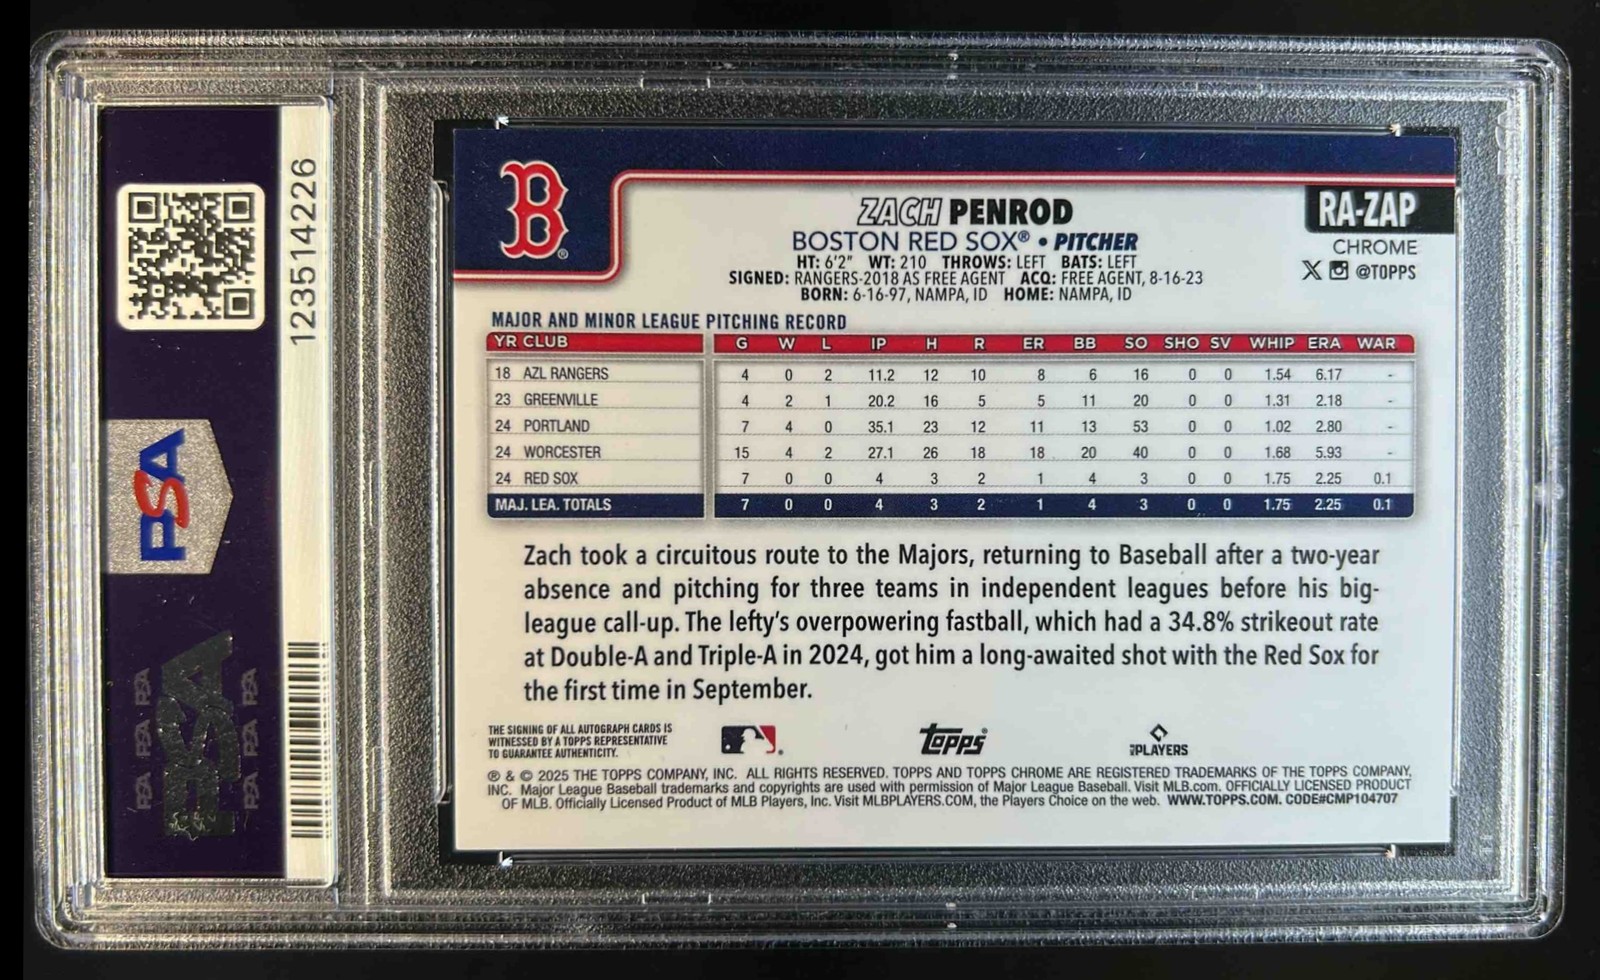 123514226
PSA
PSA
PSA PSA PSA
PSA PSA PSA
B
ZACH PENROD
RA-ZAP
BOSTON RED SOX® • PITCHER
CHROME
HT: 6'2" WT: 210 THROWS: LEFT BATS: LEFT
@TOPPS
SIGNED: RANGERS-2018 AS FREE AGENT ACQ: FREE AGENT, 8-16-23
BORN: 6-16-97, NAMPA, ID HOME: NAMPA, ID
MAJOR AND MINOR LEAGUE PITCHING RECORD
YR CLUB G W L IP H R ER BB SO SHO SV WHIP ERA WAR
18 AZL RANGERS 4 0 2 11.2 12 10 8 6 16 0 0 1.54 6.17 -
23 GREENVILLE 4 2 1 20.2 16 5 5 11 20 0 0 1.31 2.18 -
24 PORTLAND 7 4 0 35.1 23 12 11 13 53 0 0 1.02 2.80 -
24 WORCESTER 15 4 2 27.1 26 18 18 20 40 0 0 1.68 5.93 -
24 RED SOX 7 0 0 4 3 2 1 4 3 0 0 1.75 2.25 0.1
MAJ. LEA. TOTALS 7 0 0 4 3 2 1 4 3 0 0 1.75 2.25 0.1
Zach took a circuitous route to the Majors, returning to Baseball after a two-year
absence and pitching for three teams in independent leagues before his big-
league call-up. The lefty's overpowering fastball, which had a 34.8% strikeout rate
at Double-A and Triple-A in 2024, got him a long-awaited shot with the Red Sox for
the first time in September.
THE SIGNING OF ALL AUTOGRAPH CARDS IS
WITNESSED BY A TOPPS REPRESENTATIVE
TO GUARANTEE AUTHENTICITY.
Topps
PLAYERS
® & © 2025 THE TOPPS COMPANY, INC. ALL RIGHTS RESERVED. TOPPS AND TOPPS CHROME ARE REGISTERED TRADEMARKS OF THE TOPPS COMPANY,
INC. Major League Baseball trademarks and copyrights are used with permission of Major League Baseball. Visit MLB.com. OFFICIALLY LICENSED PRODUCT
OF MLB. Officially Licensed Product of MLB Players, Inc. Visit MLBPLAYERS.COM, the Players Choice on the web. WWW.TOPPS.COM. CODE#CMP104707